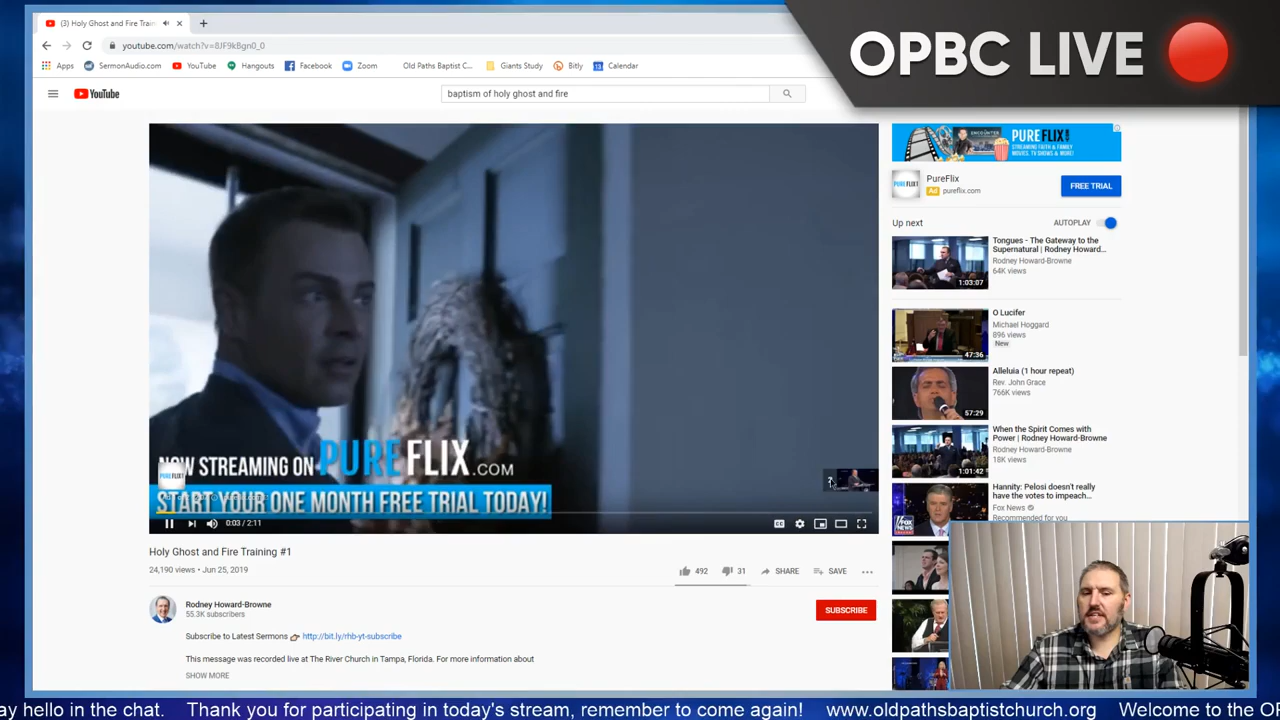 (3) Holy Ghost and Fire Train
OPBC LIVE
youtube.com/watch?v=8JF9kBgn0_0
Apps SermonAudio.com YouTube Hangouts Facebook Zoom Old Paths Baptist C... Giants Study Bitly Calendar
YouTube
baptism of holy ghost and fire
PUREFLIX
STREAMING FAITH & FAMILY
MOVIES, TV SHOWS & MORE!
PureFlix
Ad pureflix.com
FREE TRIAL
Up next
AUTOPLAY
Tongues - The Gateway to the
Supernatural | Rodney Howard...
Rodney Howard-Browne
64K views
1:03:07
O Lucifer
Michael Hoggard
896 views
New
47:36
Alleluia (1 hour repeat)
Rev. John Grace
766K views
57:29
When the Spirit Comes with
Power | Rodney Howard-Browne
Rodney Howard-Browne
18K views
1:01:42
Hannity: Pelosi doesn't really
have the votes to impeach...
Fox News
Recommended for you
NOW STREAMING ON PUREFLIX.COM
START YOUR ONE MONTH FREE TRIAL TODAY!
0:03 / 2:11
Holy Ghost and Fire Training #1
24,190 views • Jun 25, 2019
492 31 SHARE SAVE
Rodney Howard-Browne
55.3K subscribers
SUBSCRIBE
Subscribe to Latest Sermons http://bit.ly/rhb-yt-subscribe
This message was recorded live at The River Church in Tampa, Florida. For more information about
SHOW MORE
ay hello in the chat. Thank you for participating in today's stream, remember to come again! www.oldpathsbaptistchurch.org Welcome to the OP